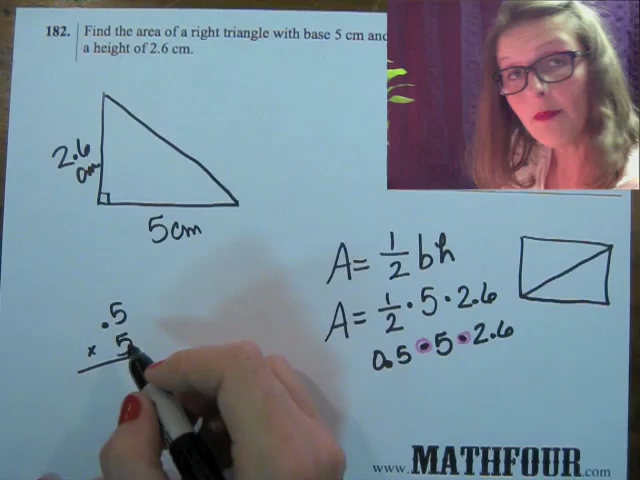 182. Find the area of a right triangle with base 5 cm and
a height of 2.6 cm.
2.6
cm
5 cm
A = 1/2 bh
A = 1/2 · 5 · 2.6
0.5 · 5 · 2.6
.5
x 5
www.MATHFOUR.com